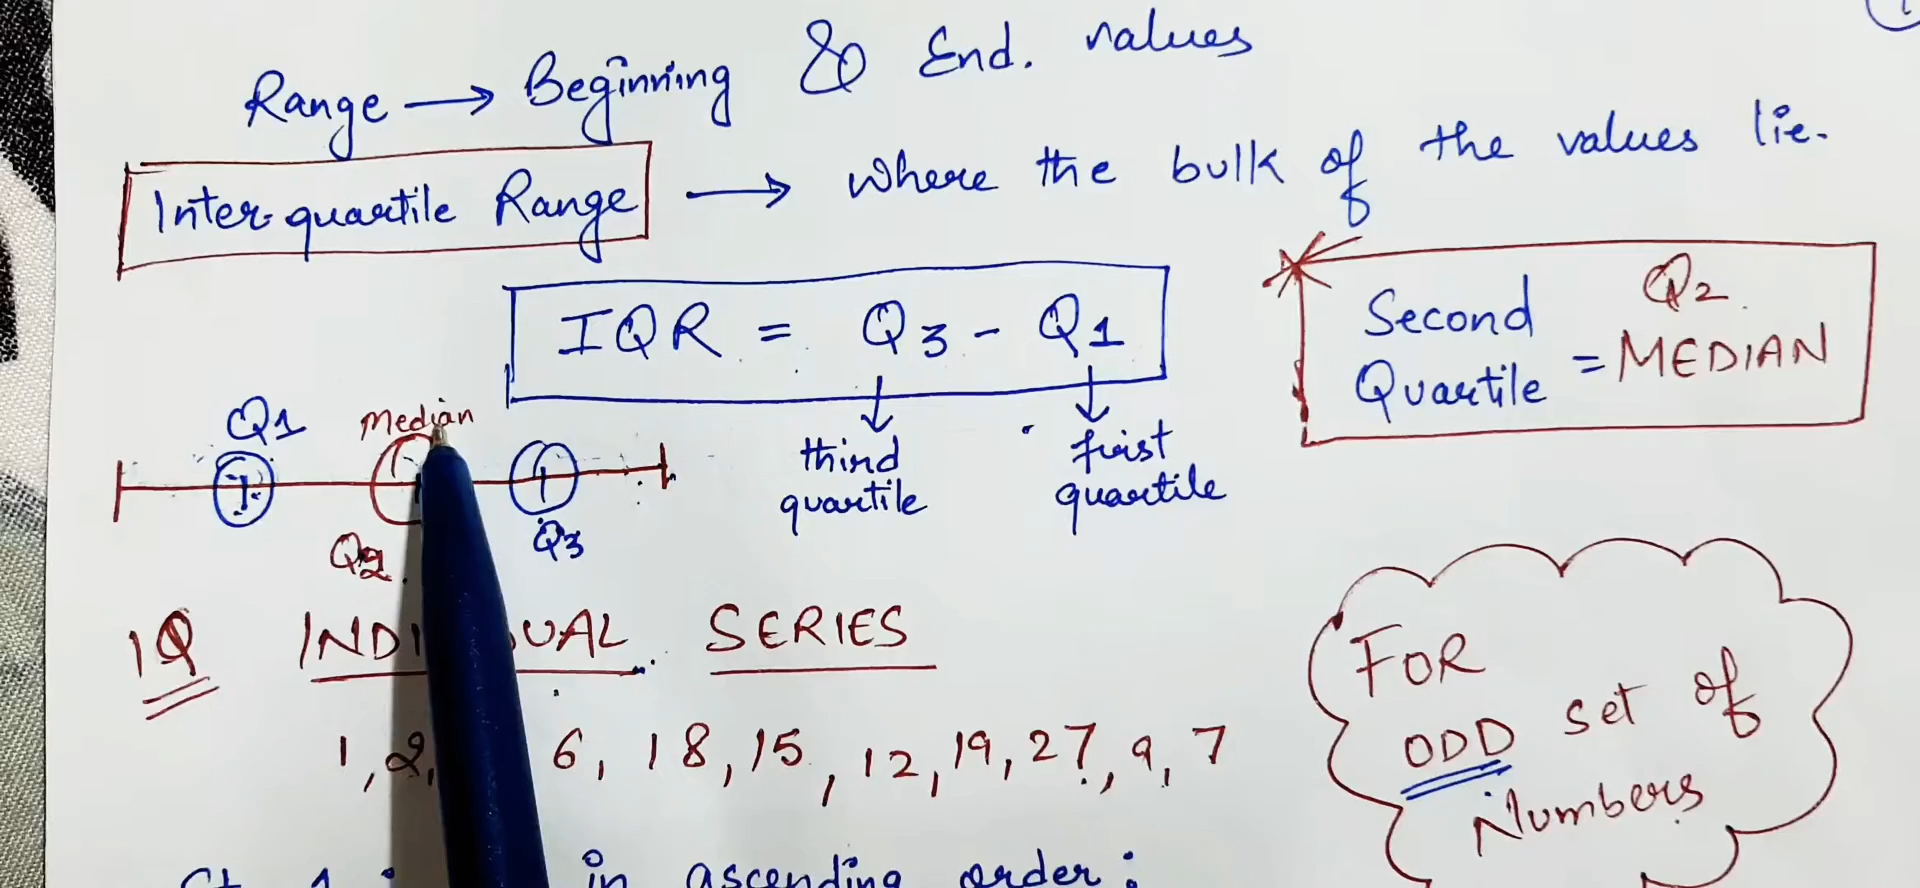 Range → Beginning & End. values
Inter-quartile Range → where the bulk of the values lie.
IQR = Q3 - Q1
third quartile
first quartile
Second Quartile = Q2 MEDIAN
Q1 Median
Q2 Q3
1Q SERIES
1, 2, 6, 18, 15, 12, 19, 27, 9, 7
FOR
ODD set of
Numbers
in ascending order: